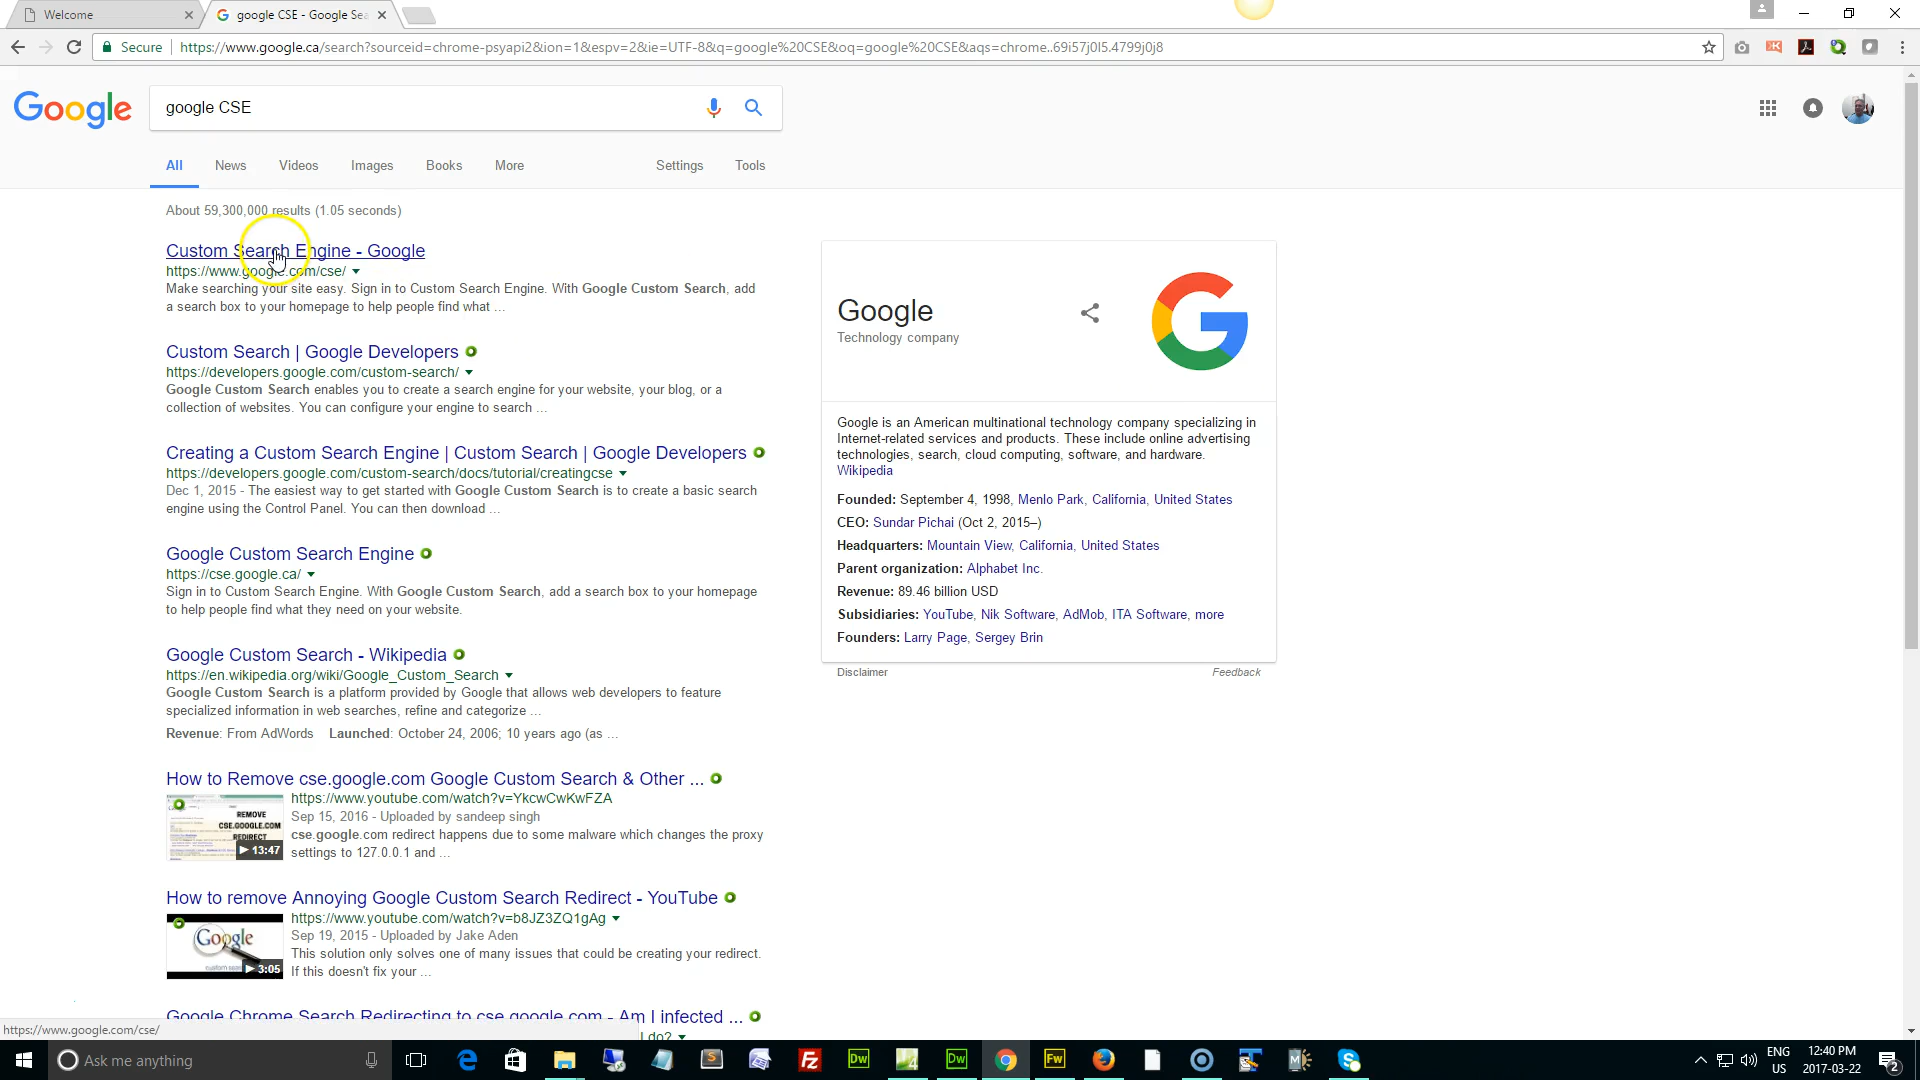 Welcome
google CSE - Google Sea
Secure
https://www.google.ca/search?sourceid=chrome-psyapi2&ion=1&espv=2&ie=UTF-8&q=google%20CSE&oq=google%20CSE&aqs=chrome..69i57j0l5.4799j0j8
Google
google CSE
All News Videos Images Books More Settings Tools
About 59,300,000 results (1.05 seconds)
Custom Search Engine - Google
https://www.google.com/cse/
Make searching your site easy. Sign in to Custom Search Engine. With Google Custom Search, add
a search box to your homepage to help people find what ...
Custom Search | Google Developers
https://developers.google.com/custom-search/
Google Custom Search enables you to create a search engine for your website, your blog, or a
collection of websites. You can configure your engine to search ...
Creating a Custom Search Engine | Custom Search | Google Developers
https://developers.google.com/custom-search/docs/tutorial/creatingcse
Dec 1, 2015 - The easiest way to get started with Google Custom Search is to create a basic search
engine using the Control Panel. You can then download ...
Google Custom Search Engine
https://cse.google.ca/
Sign in to Custom Search Engine. With Google Custom Search, add a search box to your homepage
to help people find what they need on your website.
Google Custom Search - Wikipedia
https://en.wikipedia.org/wiki/Google_Custom_Search
Google Custom Search is a platform provided by Google that allows web developers to feature
specialized information in web searches, refine and categorize ...
Revenue: From AdWords Launched: October 24, 2006; 10 years ago (as ...
How to Remove cse.google.com Google Custom Search & Other ...
REMOVE
CSE.GOOGLE.COM
REDIRECT
13:47
https://www.youtube.com/watch?v=YkcwCwKwFZA
Sep 15, 2016 - Uploaded by sandeep singh
cse.google.com redirect happens due to some malware which changes the proxy
settings to 127.0.0.1 and ...
How to remove Annoying Google Custom Search Redirect - YouTube
Google
3:05
https://www.youtube.com/watch?v=b8JZ3ZQ1gAg
Sep 19, 2015 - Uploaded by Jake Aden
This solution only solves one of many issues that could be creating your redirect.
If this doesn't fix your ...
Google Chrome Search Redirecting to cse.google.com - Am I infected ...
I do?
Google
Technology company
Google is an American multinational technology company specializing in
Internet-related services and products. These include online advertising
technologies, search, cloud computing, software, and hardware.
Wikipedia
Founded: September 4, 1998, Menlo Park, California, United States
CEO: Sundar Pichai (Oct 2, 2015–)
Headquarters: Mountain View, California, United States
Parent organization: Alphabet Inc.
Revenue: 89.46 billion USD
Subsidiaries: YouTube, Nik Software, AdMob, ITA Software, more
Founders: Larry Page, Sergey Brin
Disclaimer Feedback
https://www.google.com/cse/
Ask me anything
S
Fz
Dw
Dw
Fw
ENG
US
12:40 PM
2017-03-22
2